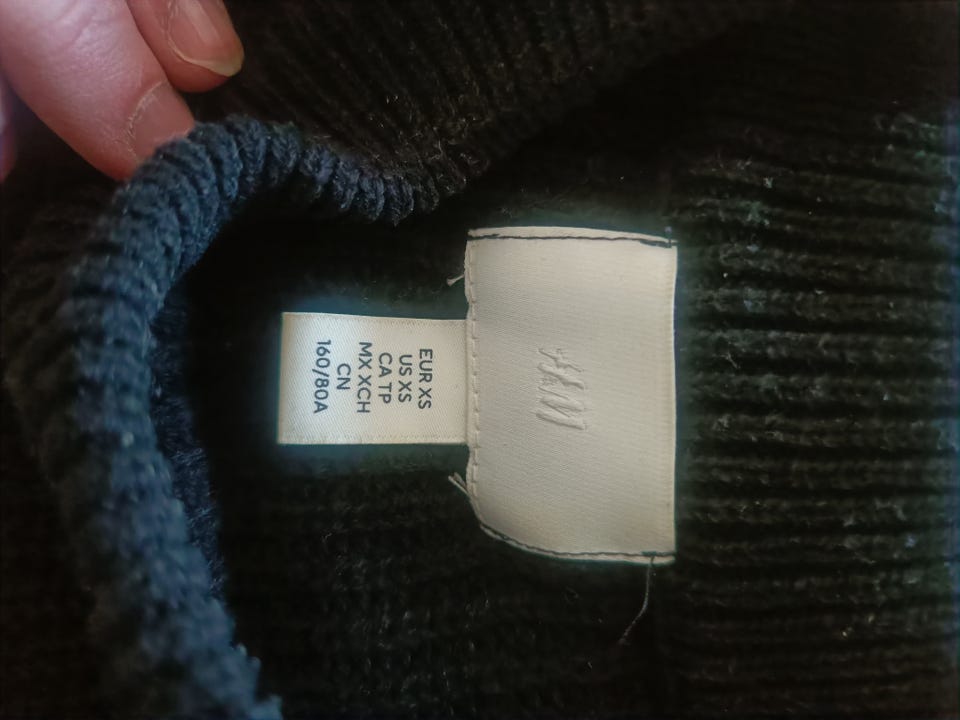 H&M
EUR XS
US XS
CA TP
MX XCH
CN
160/80A